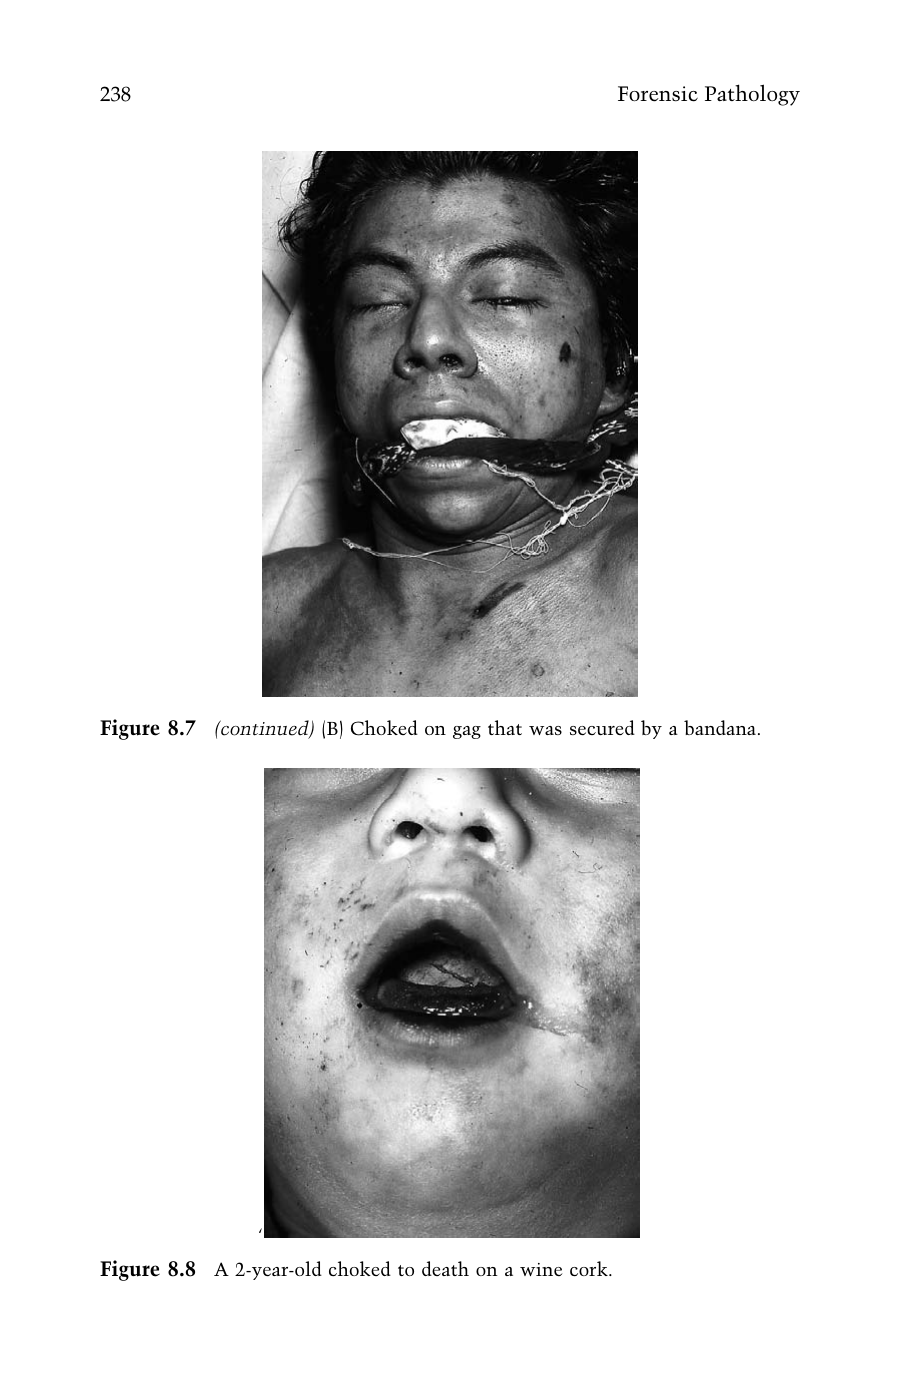 238
Forensic Pathology
Figure 8.7 (continued) (B) Choked on gag that was secured by a bandana.
Figure 8.8 A 2-year-old choked to death on a wine cork.